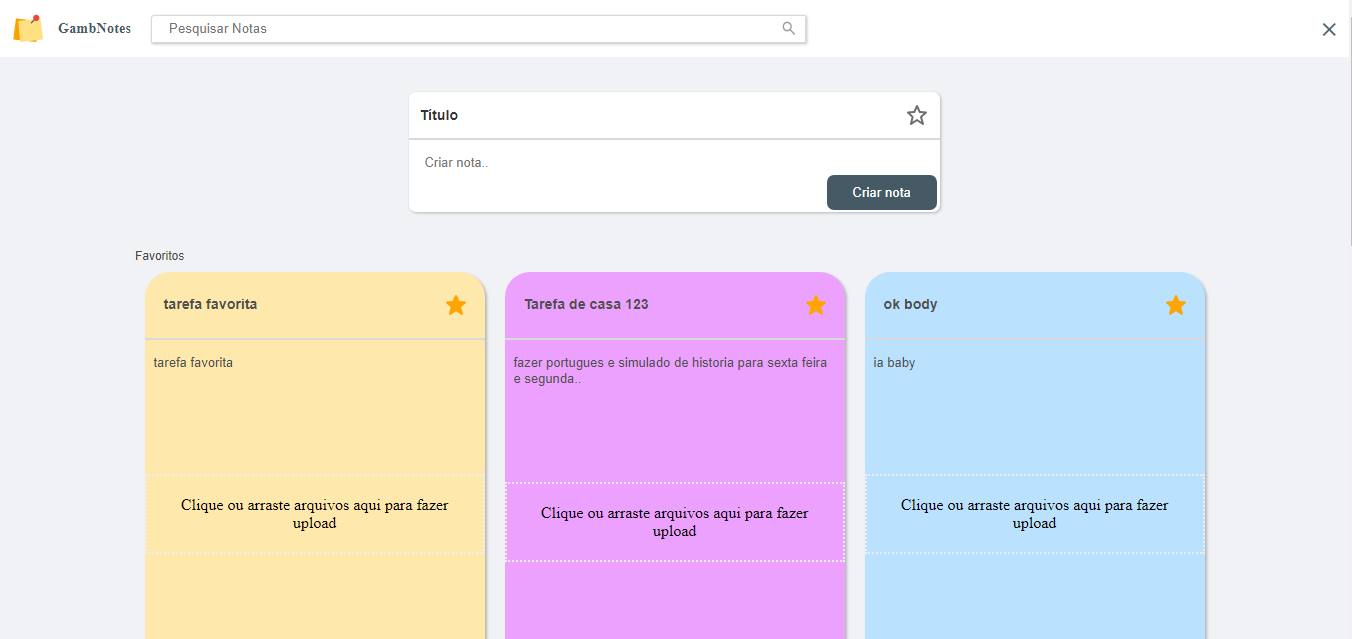 GambNotes
Pesquisar Notas
Título
Criar nota..
Criar nota
Favoritos
tarefa favorita
tarefa favorita
Clique ou arraste arquivos aqui para fazer
upload
Tarefa de casa 123
fazer portugues e simulado de historia para sexta feira
e segunda..
Clique ou arraste arquivos aqui para fazer
upload
ok body
ia baby
Clique ou arraste arquivos aqui para fazer
upload